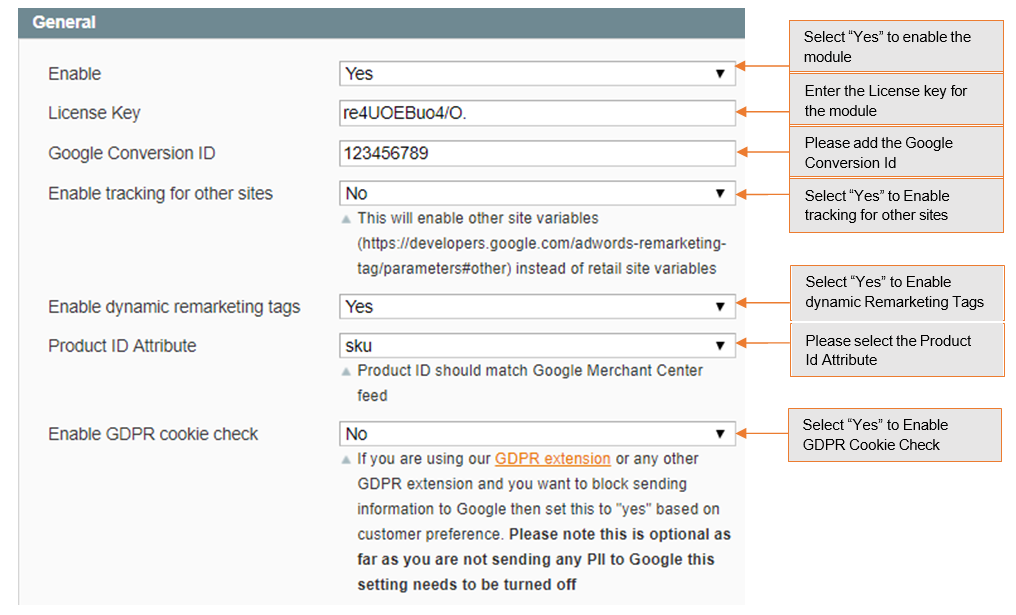 General
Enable
Yes
Select “Yes” to enable the
module
License Key
re4UOEBuo4/O.
Enter the License key for
the module
Google Conversion ID
123456789
Please add the Google
Conversion Id
Enable tracking for other sites
No
Select “Yes” to Enable
tracking for other sites
This will enable other site variables
(https://developers.google.com/adwords-remarketing-
tag/parameters#other) instead of retail site variables
Enable dynamic remarketing tags
Yes
Select “Yes” to Enable
dynamic Remarketing Tags
Product ID Attribute
sku
Please select the Product
Id Attribute
Product ID should match Google Merchant Center
feed
Enable GDPR cookie check
No
Select “Yes” to Enable
GDPR Cookie Check
If you are using our GDPR extension or any other
GDPR extension and you want to block sending
information to Google then set this to "yes" based on
customer preference. Please note this is optional as
far as you are not sending any PII to Google this
setting needs to be turned off